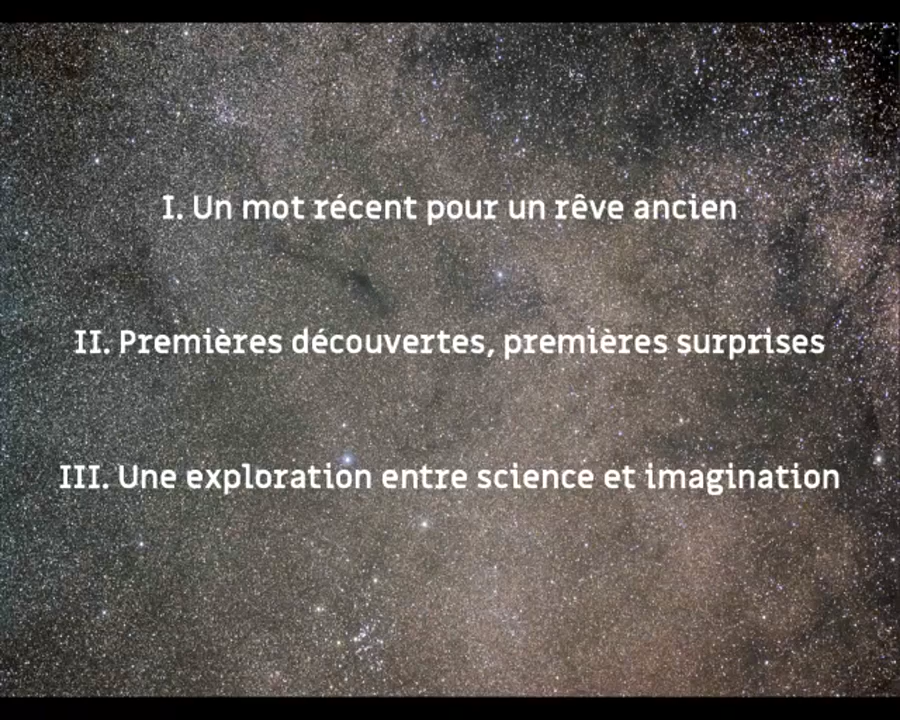 I. Un mot récent pour un rêve ancien
II. Premières découvertes, premières surprises
III. Une exploration entre science et imagination